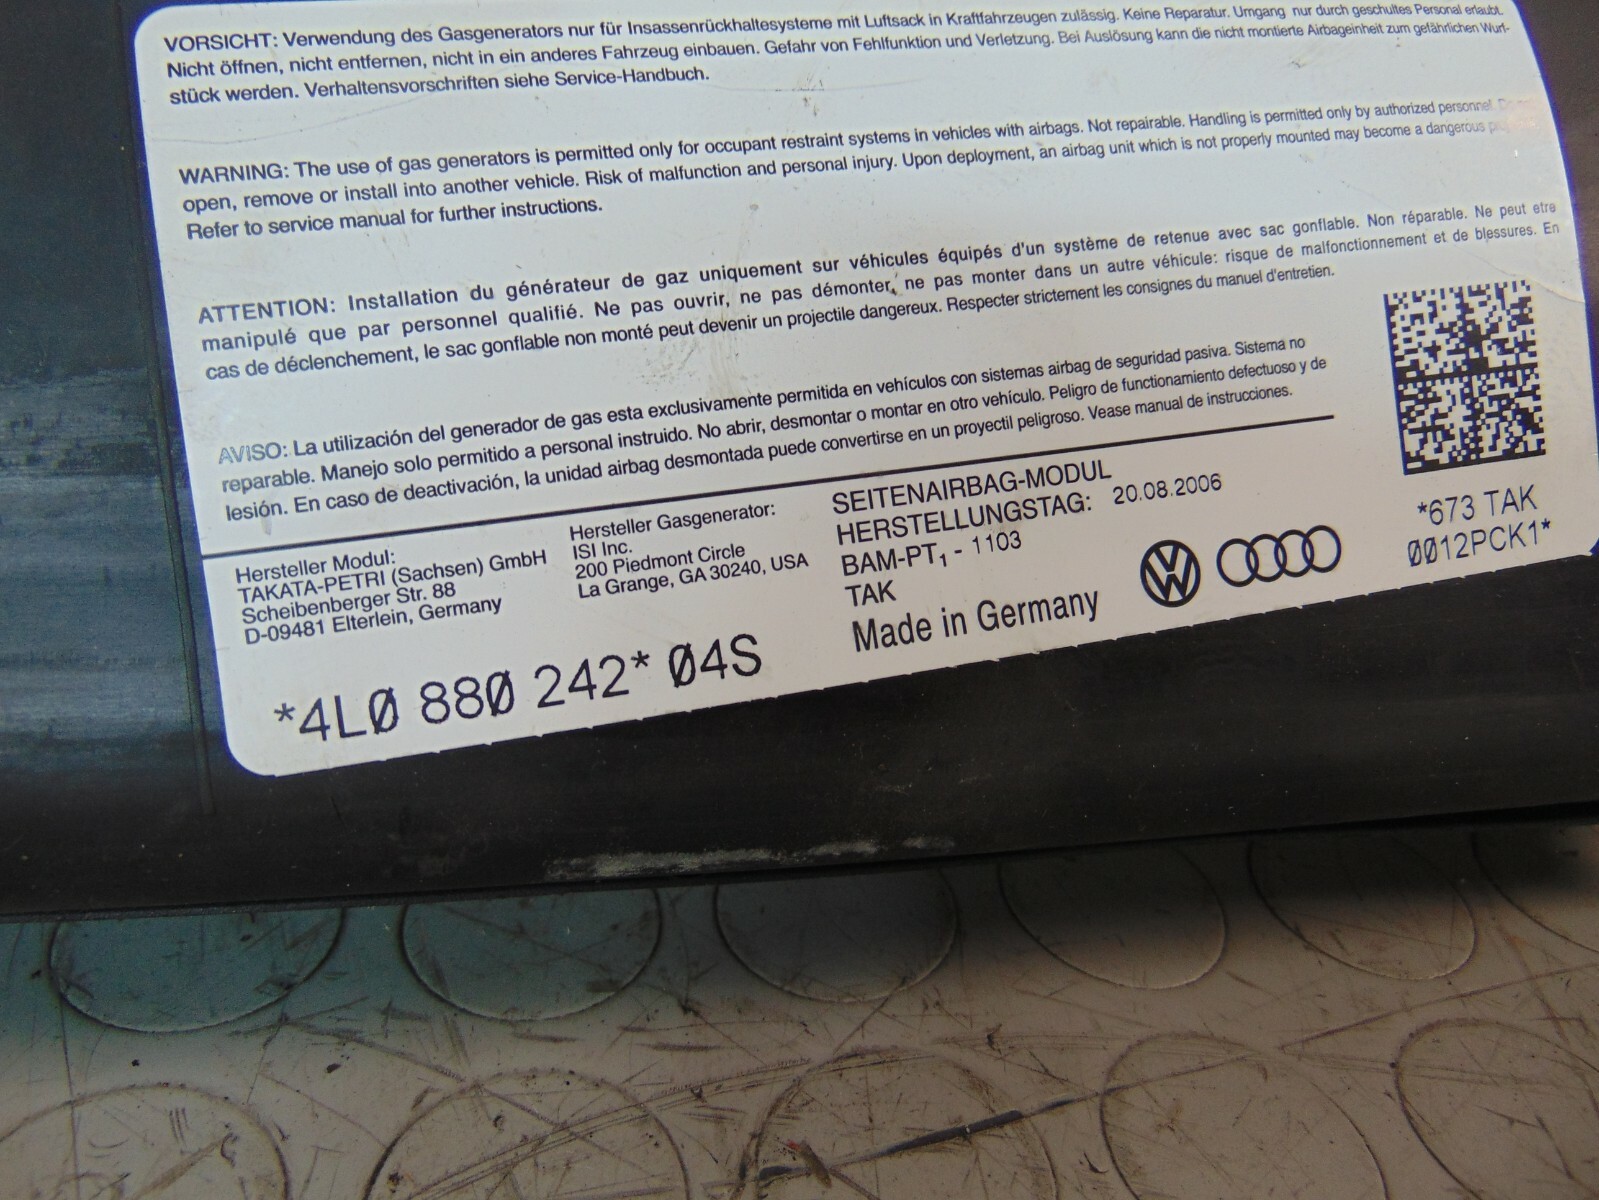 VORSICHT: Verwendung des Gasgenerators nur für Insassenrückhaltesysteme mit Luftsack in Kraftfahrzeugen zulässig. Keine Reparatur. Umgang nur durch geschultes Personal erlaubt.
Nicht öffnen, nicht entfernen, nicht in ein anderes Fahrzeug einbauen. Gefahr von Fehlfunktion und Verletzung. Bei Auslösung kann die nicht montierte Airbageinheit zum gefährlichen Wurf-
stück werden. Verhaltensvorschriften siehe Service-Handbuch.
WARNING: The use of gas generators is permitted only for occupant restraint systems in vehicles with airbags. Not repairable. Handling is permitted only by authorized personnel.
open, remove or install into another vehicle. Risk of malfunction and personal injury. Upon deployment, an airbag unit which is not properly mounted may become a dangerous
Refer to service manual for further instructions.
ATTENTION: Installation du générateur de gaz uniquement sur véhicules équipés d'un système de retenue avec sac gonflable. Non réparable. Ne peut etre
manipulé que par personnel qualifié. Ne pas ouvrir, ne pas démonter, ne pas monter dans un autre véhicule: risque de malfonctionnement et de blessures. En
cas de déclenchement, le sac gonflable non monté peut devenir un projectile dangereux. Respecter strictement les consignes du manuel d'entretien.
AVISO: La utilización del generador de gas esta exclusivamente permitida en vehículos con sistemas airbag de seguridad pasiva. Sistema no
reparable. Manejo solo permitido a personal instruido. No abrir, desmontar o montar en otro vehículo. Peligro de functionamiento defectuoso y de
lesión. En caso de deactivación, la unidad airbag desmontada puede convertirse en un proyectil peligroso. Vease manual de instrucciones.
Hersteller Modul:
TAKATA-PETRI (Sachsen) GmbH
Scheibenberger Str. 88
D-09481 Elterlein, Germany
Hersteller Gasgenerator:
ISI Inc.
200 Piedmont Circle
La Grange, GA 30240, USA
SEITENAIRBAG-MODUL
HERSTELLUNGSTAG: 20.08.2006
BAM-PT₁ - 1103
TAK
Made in Germany
VW
*673 TAK
0012PCK1*
*4L0 880 242* 04S